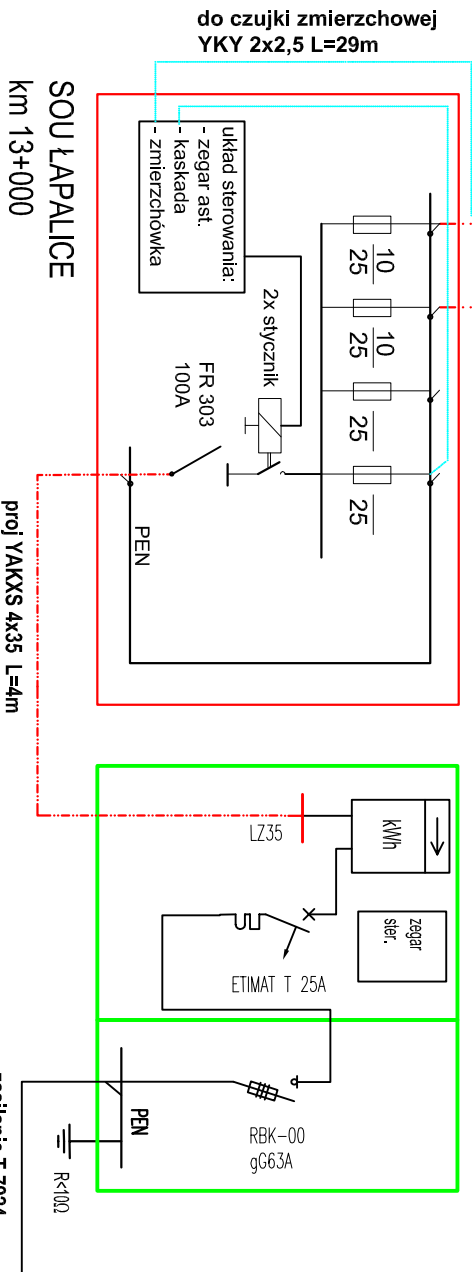 do czujki zmierzchowej
YKY 2x2,5 L=29m
układ sterowania:
- zegar ast.
- kaskada
- zmierzchówka
10
25
10
25
25
25
2x stycznik
FR 303
100A
PEN
SOU ŁAPALICE
km 13+000
proj YAKXS 4x35 L=4m
kWh
zegar
ster.
LZ35
ETIMAT T 25A
RBK-00
gG63A
PEN
R<10Ω